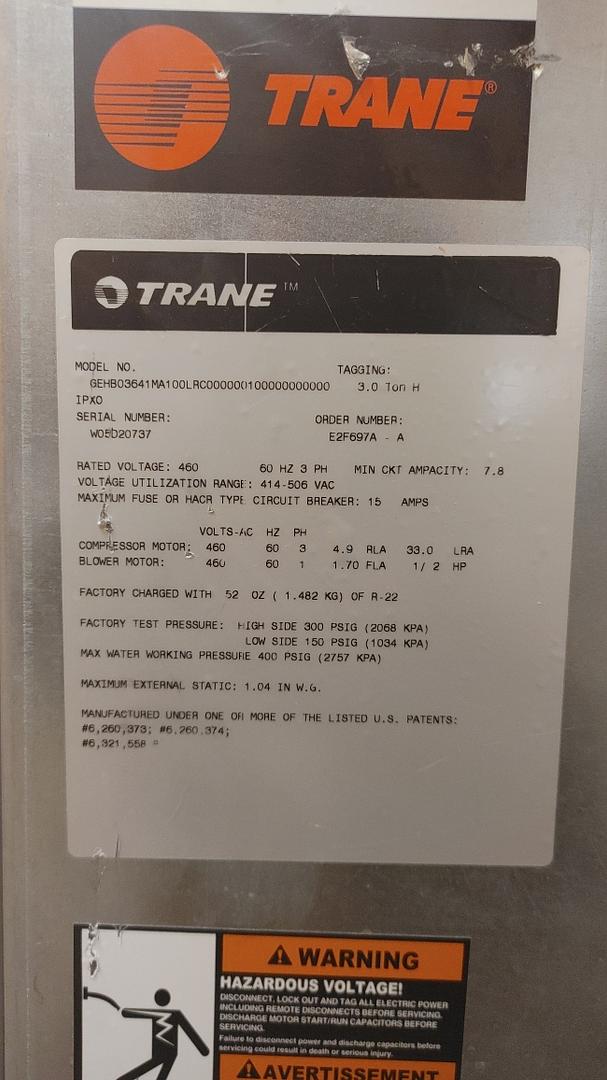 TRANE®
TRANE™
MODEL NO. TAGGING:
GEHB03641MA100LRC000000100000000000 3.0 Ton H
IPXO
SERIAL NUMBER: ORDER NUMBER:
W05D20737 E2F697A - A
RATED VOLTAGE: 460 60 HZ 3 PH MIN CKT AMPACITY: 7.8
VOLTAGE UTILIZATION RANGE: 414-506 VAC
MAXIMUM FUSE OR HACR TYPE CIRCUIT BREAKER: 15 AMPS
VOLTS-AC HZ PH
COMPRESSOR MOTOR: 460 60 3 4.9 RLA 33.0 LRA
BLOWER MOTOR: 460 60 1 1.70 FLA 1/ 2 HP
FACTORY CHARGED WITH 52 OZ ( 1.482 KG) OF R-22
FACTORY TEST PRESSURE: HIGH SIDE 300 PSIG (2068 KPA)
LOW SIDE 150 PSIG (1034 KPA)
MAX WATER WORKING PRESSURE 400 PSIG (2757 KPA)
MAXIMUM EXTERNAL STATIC: 1.04 IN W.G.
MANUFACTURED UNDER ONE OR MORE OF THE LISTED U.S. PATENTS:
#6,260,373; #6,260,374;
#6,321,558
WARNING
HAZARDOUS VOLTAGE!
DISCONNECT, LOCK OUT AND TAG ALL ELECTRIC POWER
INCLUDING REMOTE DISCONNECTS BEFORE SERVICING.
DISCHARGE MOTOR START/RUN CAPACITORS BEFORE
SERVICING.
Failure to disconnect power and discharge capacitors before
servicing could result in death or serious injury.
AVERTISSEMENT